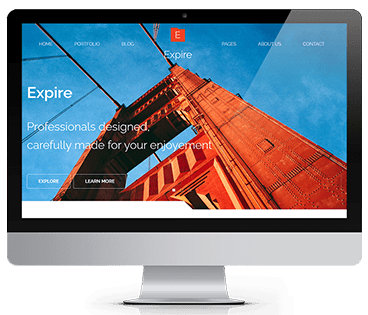 HOME PORTFOLIO BLOG E PAGES ABOUT US CONTACT
Expire
Expire
Professionals designed,
carefully made for your enjoyement
EXPLORE LEARN MORE